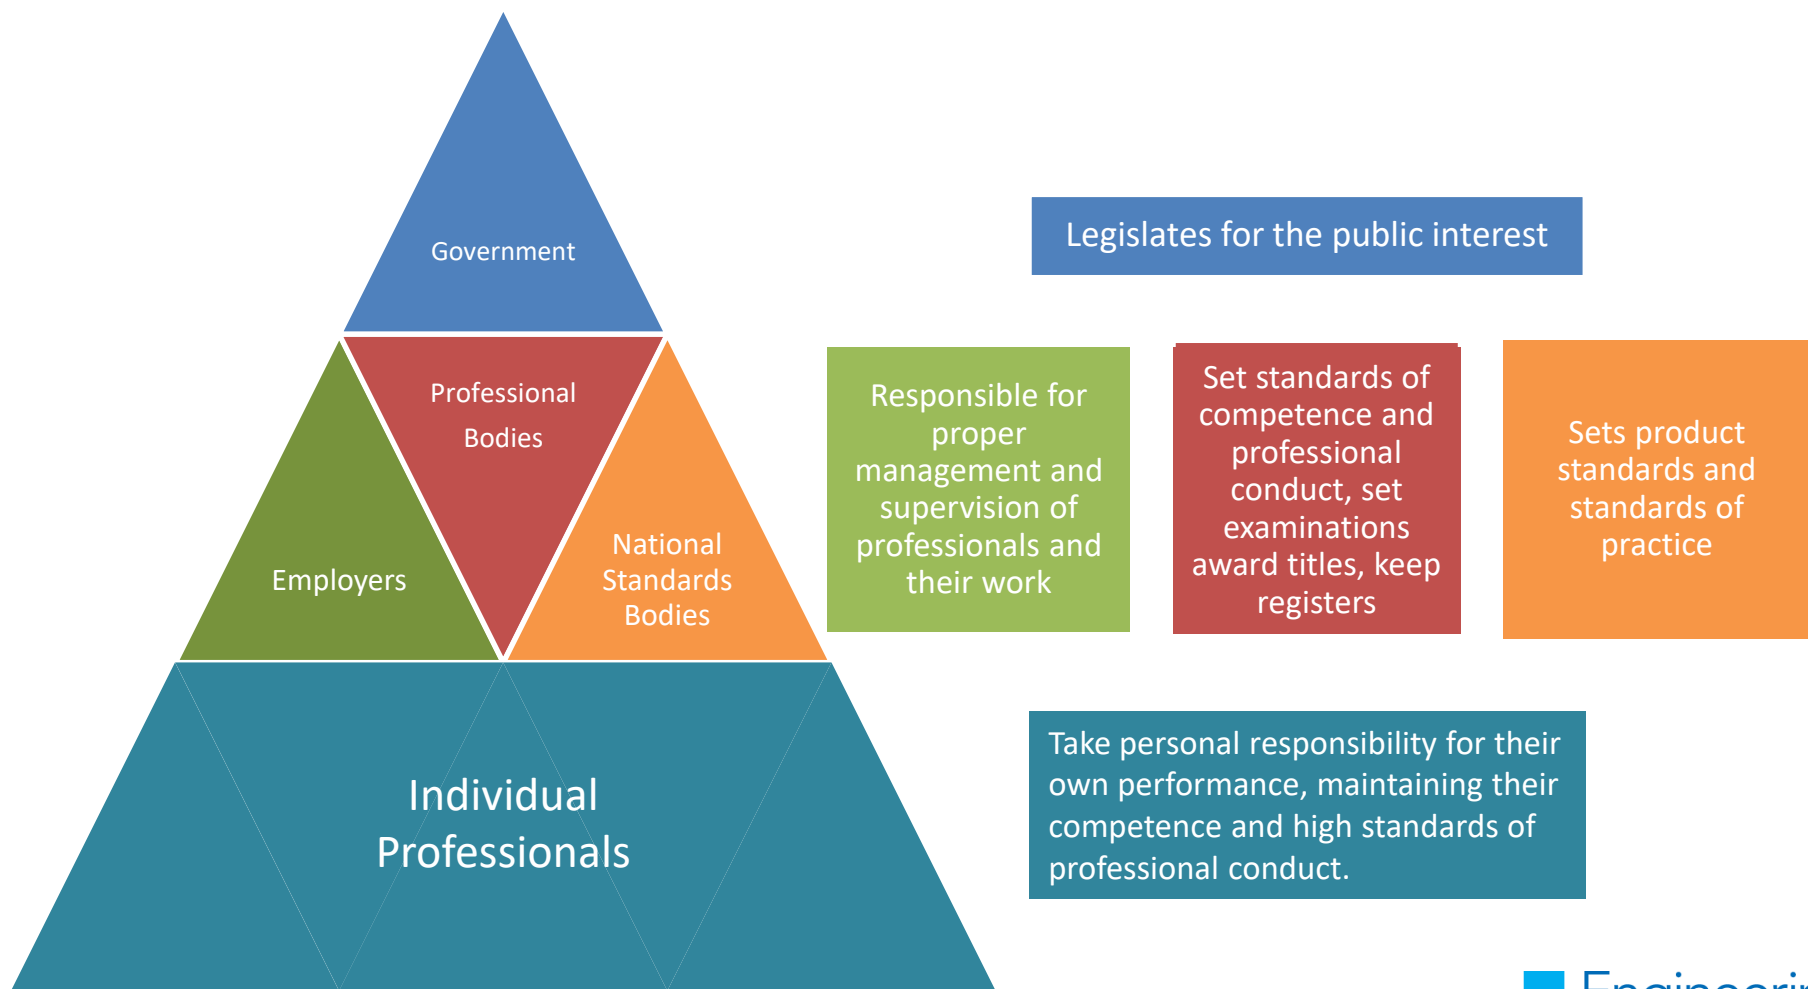 Government
Legislates for the public interest
Professional
Bodies
Employers
National
Standards
Bodies
Responsible for
proper
management and
supervision of
professionals and
their work
Set standards of
competence and
professional
conduct, set
examinations
award titles, keep
registers
Sets product
standards and
standards of
practice
Individual
Professionals
Take personal responsibility for their
own performance, maintaining their
competence and high standards of
professional conduct.